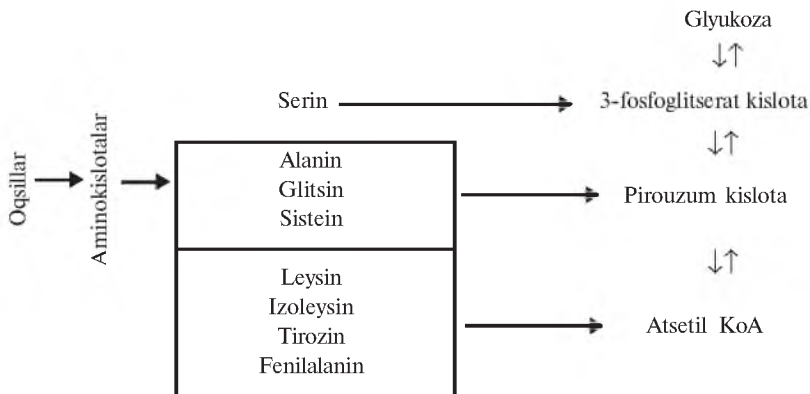 Glyukoza
↓↑
Serin
3-fosfoglitserat kislota
↓↑
Oqsillar
Aminokislotalar
Alanin
Glitsin
Sistein
Pirouzum kislota
↓↑
Leysin
Izoleysin
Tirozin
Fenilalanin
Atsetil KoA